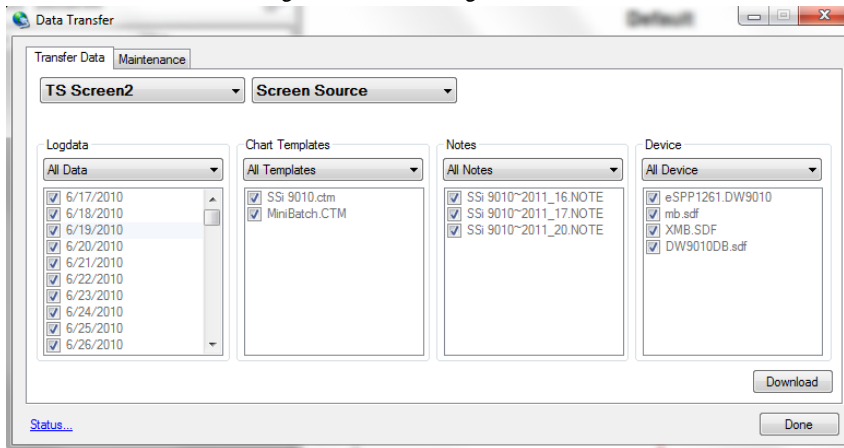 Default
Data Transfer
Transfer Data
Maintenance
TS Screen2
Screen Source
Logdata
All Data
6/17/2010
6/18/2010
6/19/2010
6/20/2010
6/21/2010
6/22/2010
6/23/2010
6/24/2010
6/25/2010
6/26/2010
Chart Templates
All Templates
SSi 9010.ctm
MiniBatch.CTM
Notes
All Notes
SSi 9010~2011_16.NOTE
SSi 9010~2011_17.NOTE
SSi 9010~2011_20.NOTE
Device
All Device
eSPP1261.DW9010
mb.sdf
XMB.SDF
DW9010DB.sdf
Download
Status...
Done